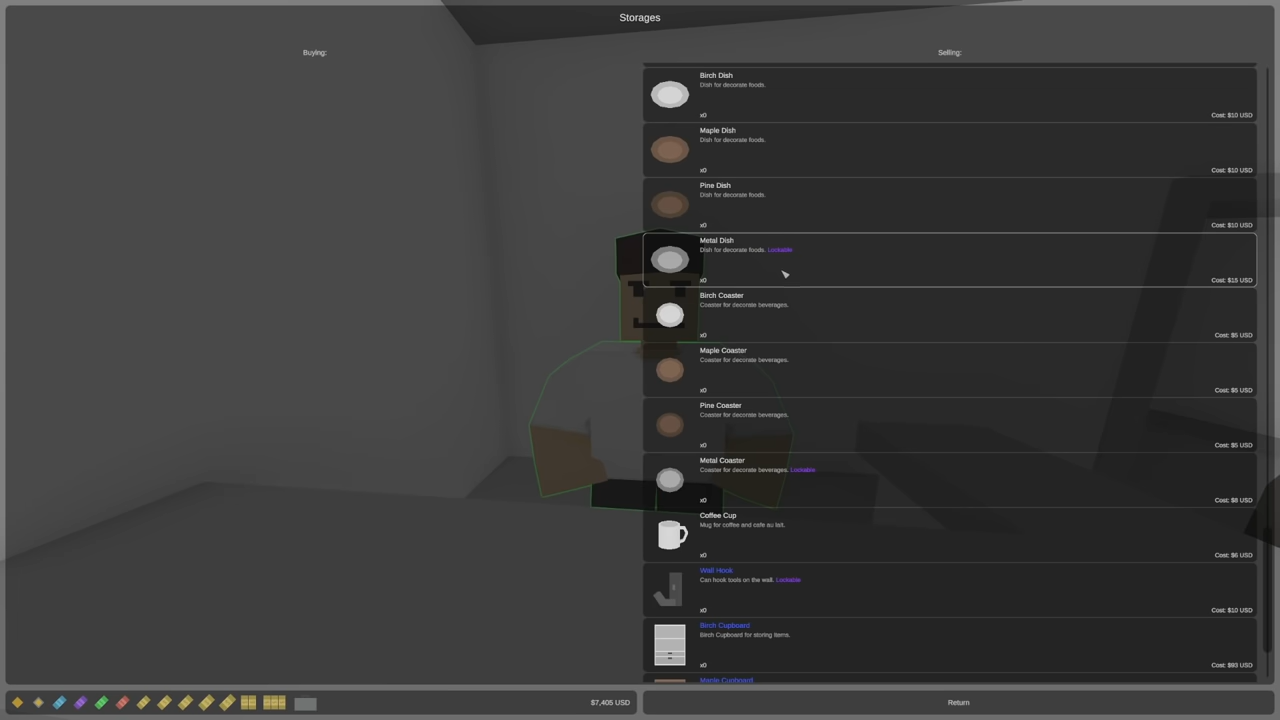 Storages
Buying:
Selling:
Birch Dish
Dish for decorate foods.
x0
Cost: $10 USD
Maple Dish
Dish for decorate foods.
x0
Cost: $10 USD
Pine Dish
Dish for decorate foods.
x0
Cost: $10 USD
Metal Dish
Dish for decorate foods. Lockable
x0
Cost: $15 USD
Birch Coaster
Coaster for decorate beverages.
x0
Cost: $5 USD
Maple Coaster
Coaster for decorate beverages.
x0
Cost: $5 USD
Pine Coaster
Coaster for decorate beverages.
x0
Cost: $5 USD
Metal Coaster
Coaster for decorate beverages. Lockable
x0
Cost: $8 USD
Coffee Cup
Mug for coffee and cafe au lait.
x0
Cost: $6 USD
Wall Hook
Can hook tools on the wall. Lockable
x0
Cost: $10 USD
Birch Cupboard
Birch Cupboard for storing items.
x0
Cost: $93 USD
Maple Cupboard
$7,405 USD
Return